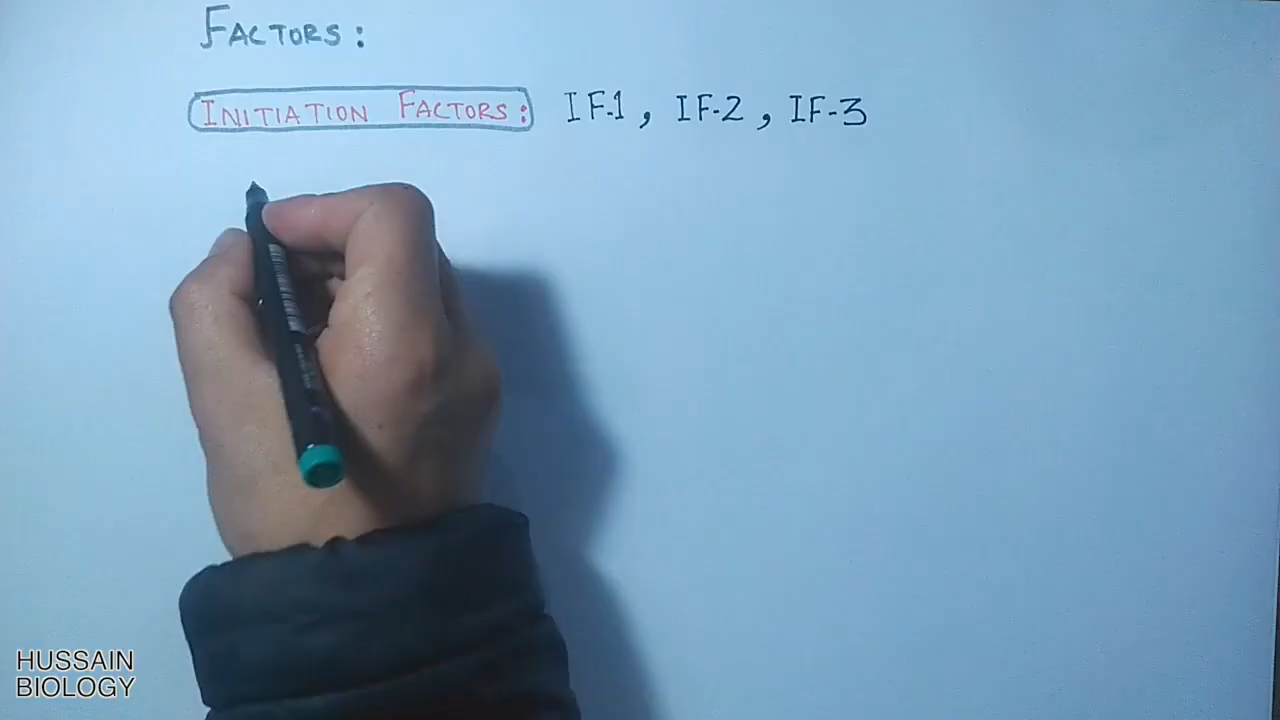 FACTORS:
INITIATION FACTORS: IF-1, IF-2, IF-3
HUSSAIN
BIOLOGY